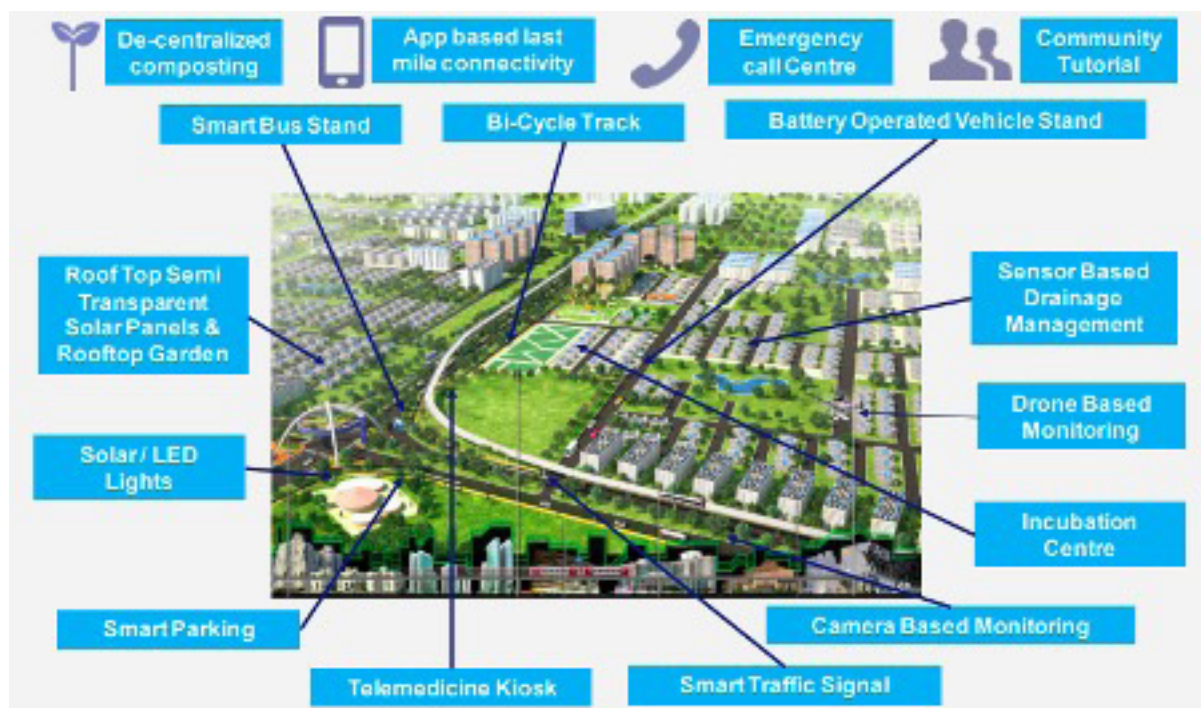 De-centralized
composting
App based last
mile connectivity
Emergency
call Centre
Community
Tutorial
Smart Bus Stand
Bi-Cycle Track
Battery Operated Vehicle Stand
Roof Top Semi
Transparent
Solar Panels &
Rooftop Garden
Sensor Based
Drainage
Management
Drone Based
Monitoring
Solar / LED
Lights
Incubation
Centre
Smart Parking
Camera Based Monitoring
Telemedicine Kiosk
Smart Traffic Signal